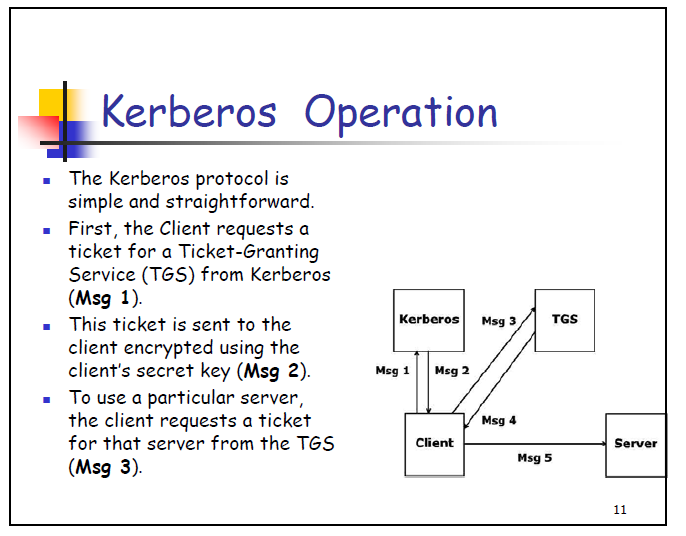 Kerberos Operation
The Kerberos protocol is
simple and straightforward.
First, the Client requests a
ticket for a Ticket-Granting
Service (TGS) from Kerberos
(Msg 1).
This ticket is sent to the
client encrypted using the
client's secret key (Msg 2).
To use a particular server,
the client requests a ticket
for that server from the TGS
(Msg 3).
Kerberos
Msg 3
TGS
Msg 1
Msg 2
Msg 4
Client
Server
Msg 5
11